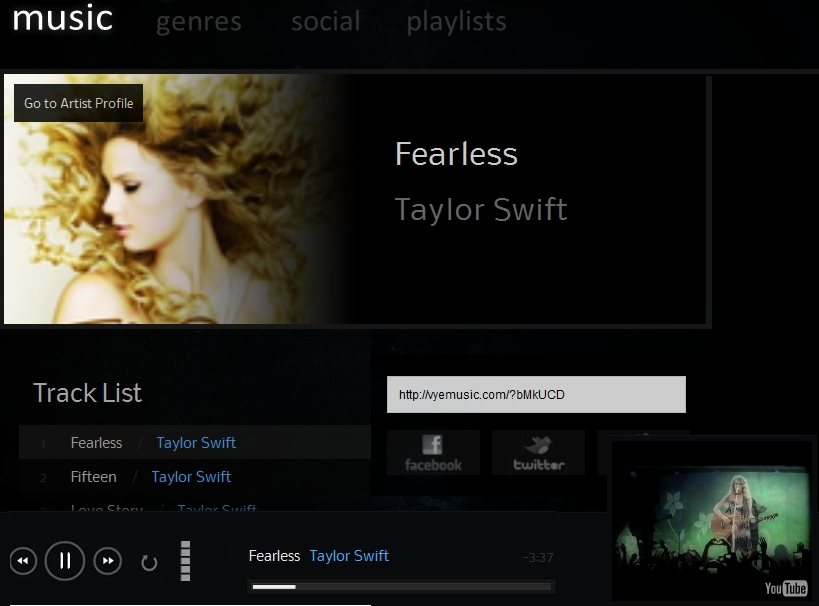 music genres social playlists
Go to Artist Profile
Fearless
Taylor Swift
Track List
http://vyemusic.com/?bMkUCD
1 Fearless / Taylor Swift
facebook twitter
2 Fifteen / Taylor Swift
3 Love Story / Taylor Swift
Fearless Taylor Swift -3:37
YouTube